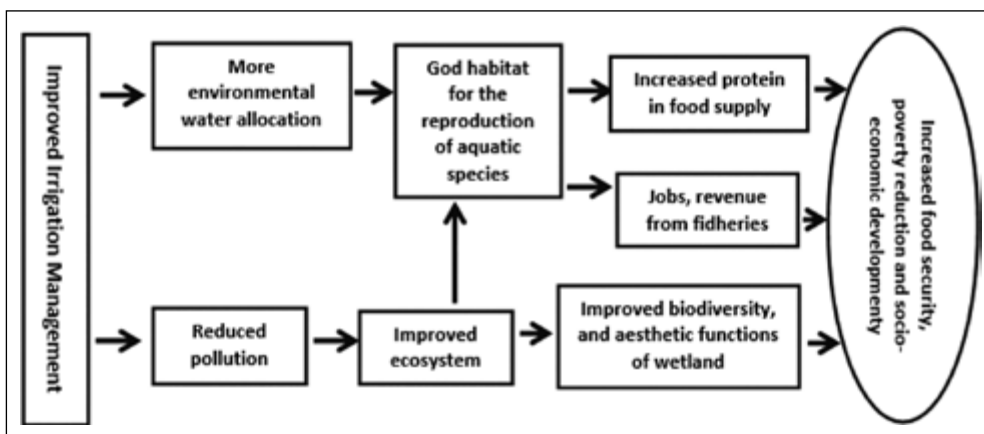 Improved Irrigation Management
More
environmental
water allocation
God habitat
for the
reproduction
of aquatic
species
Increased protein
in food supply
Jobs, revenue
from fidheries
Reduced
pollution
Improved
ecosystem
Improved biodiversity,
and aesthetic functions
of wetland
Increased food security,
poverty reduction and socio-
economic developmenty